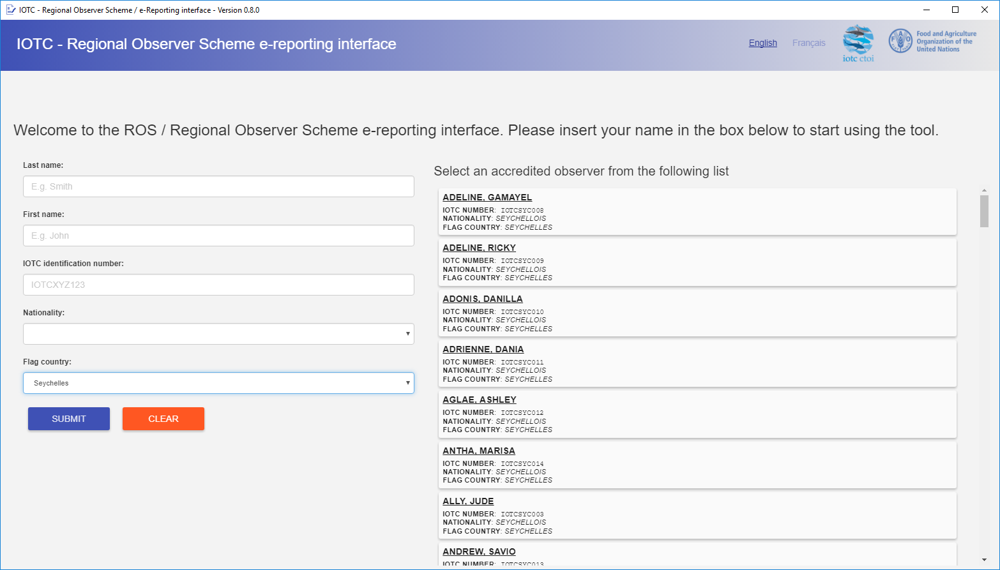 IOTC - Regional Observer Scheme / e-Reporting interface - Version 0.8.0
IOTC - Regional Observer Scheme e-reporting interface
English
Français
iotc ctoi
FAO
FIAT PANIS
Food and Agriculture
Organization of the
United Nations
Welcome to the ROS / Regional Observer Scheme e-reporting interface. Please insert your name in the box below to start using the tool.
Last name:
E.g. Smith
First name:
E.g. John
IOTC identification number:
IOTCXYZ123
Nationality:
Flag country:
Seychelles
SUBMIT
CLEAR
Select an accredited observer from the following list
ADELINE, GAMAYEL
IOTC NUMBER: IOTCSYC008
NATIONALITY: SEYCHELLOIS
FLAG COUNTRY: SEYCHELLES
ADELINE, RICKY
IOTC NUMBER: IOTCSYC009
NATIONALITY: SEYCHELLOIS
FLAG COUNTRY: SEYCHELLES
ADONIS, DANILLA
IOTC NUMBER: IOTCSYC010
NATIONALITY: SEYCHELLOIS
FLAG COUNTRY: SEYCHELLES
ADRIENNE, DANIA
IOTC NUMBER: IOTCSYC011
NATIONALITY: SEYCHELLOIS
FLAG COUNTRY: SEYCHELLES
AGLAE, ASHLEY
IOTC NUMBER: IOTCSYC012
NATIONALITY: SEYCHELLOIS
FLAG COUNTRY: SEYCHELLES
ANTHA, MARISA
IOTC NUMBER: IOTCSYC014
NATIONALITY: SEYCHELLOIS
FLAG COUNTRY: SEYCHELLES
ALLY, JUDE
IOTC NUMBER: IOTCSYC003
NATIONALITY: SEYCHELLOIS
FLAG COUNTRY: SEYCHELLES
ANDREW, SAVIO
IOTC NUMBER: IOTCSYC013